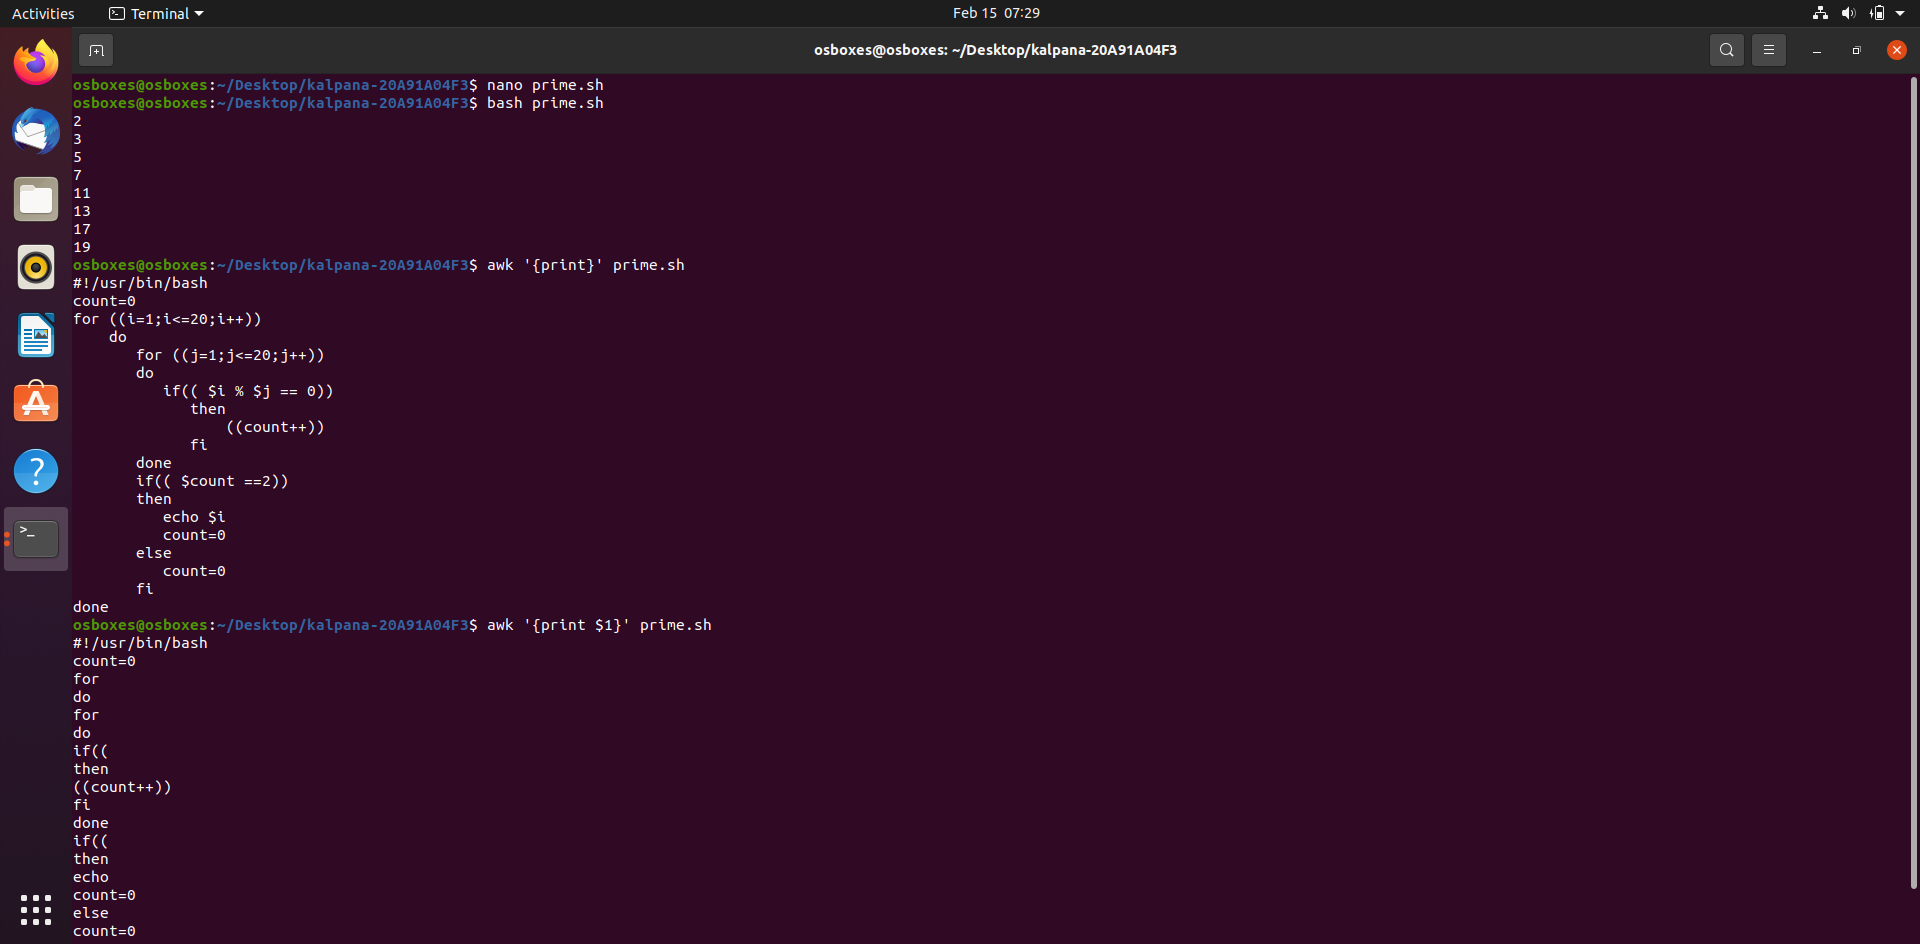 Activities Terminal Feb 15 07:29
osboxes@osboxes: ~/Desktop/kalpana-20A91A04F3
osboxes@osboxes:~/Desktop/kalpana-20A91A04F3$ nano prime.sh
osboxes@osboxes:~/Desktop/kalpana-20A91A04F3$ bash prime.sh
2
3
5
7
11
13
17
19
osboxes@osboxes:~/Desktop/kalpana-20A91A04F3$ awk '{print}' prime.sh
#!/usr/bin/bash
count=0
for ((i=1;i<=20;i++))
    do
       for ((j=1;j<=20;j++))
       do
          if(( $i % $j == 0))
             then
                 ((count++))
             fi
       done
       if(( $count ==2))
       then
          echo $i
          count=0
       else
          count=0
       fi
done
osboxes@osboxes:~/Desktop/kalpana-20A91A04F3$ awk '{print $1}' prime.sh
#!/usr/bin/bash
count=0
for
do
for
do
if((
then
((count++))
fi
done
if((
then
echo
count=0
else
count=0